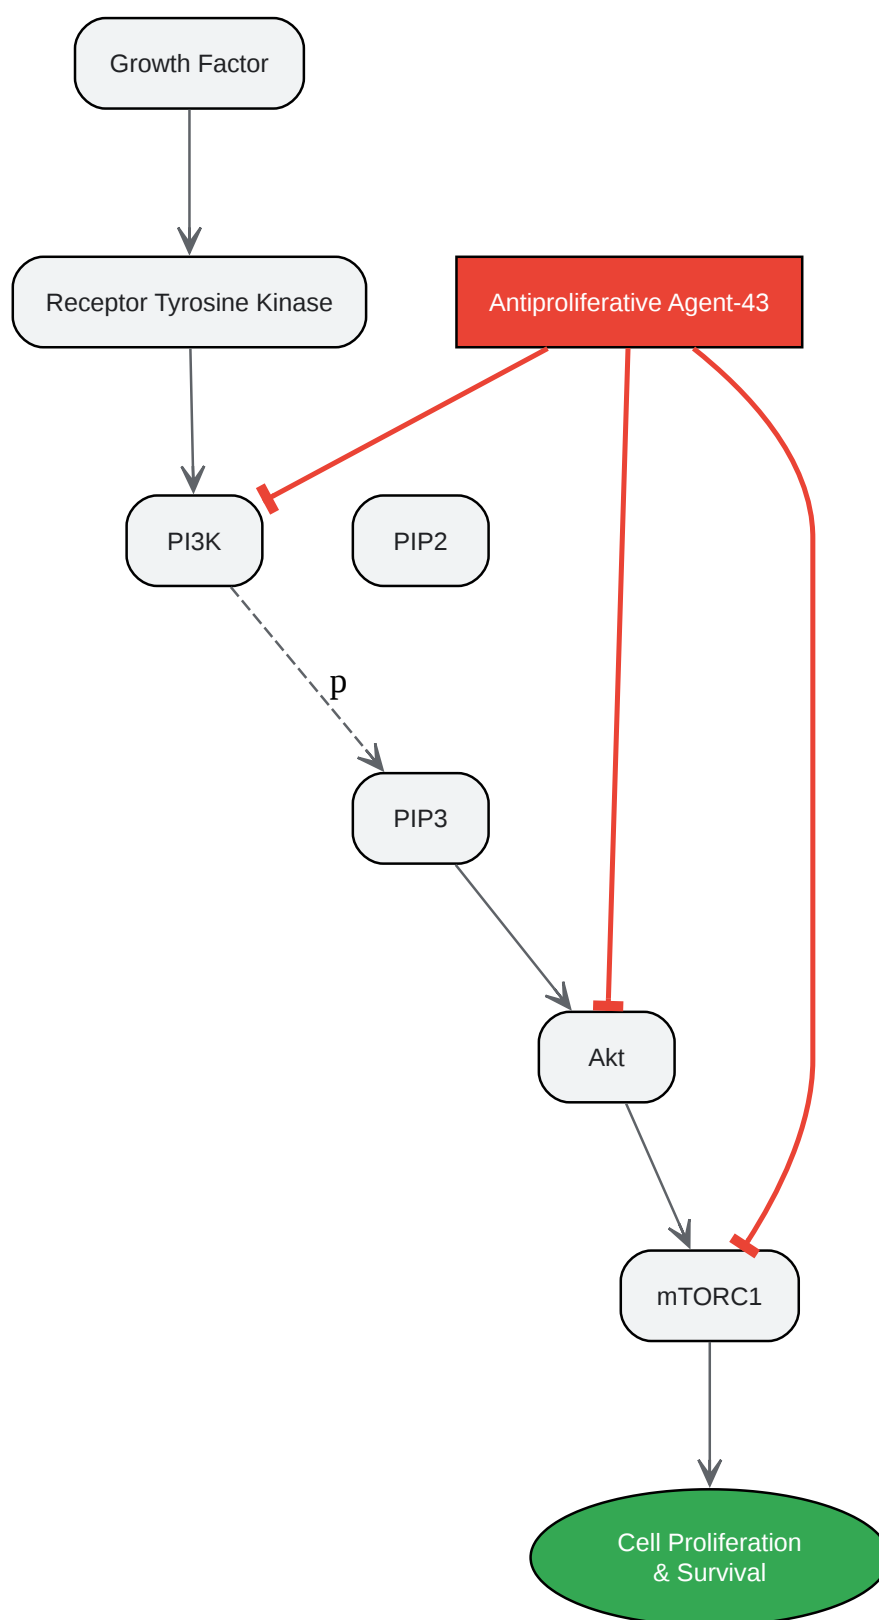 Growth Factor
Receptor Tyrosine Kinase
Antiproliferative Agent-43
PI3K
PIP2
p
PIP3
Akt
mTORC1
Cell Proliferation
& Survival